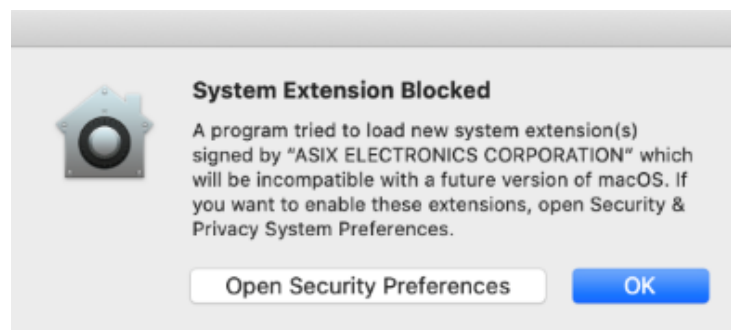 System Extension Blocked
A program tried to load new system extension(s)
signed by "ASIX ELECTRONICS CORPORATION" which
will be incompatible with a future version of macOS. If
you want to enable these extensions, open Security &
Privacy System Preferences.
Open Security Preferences
OK